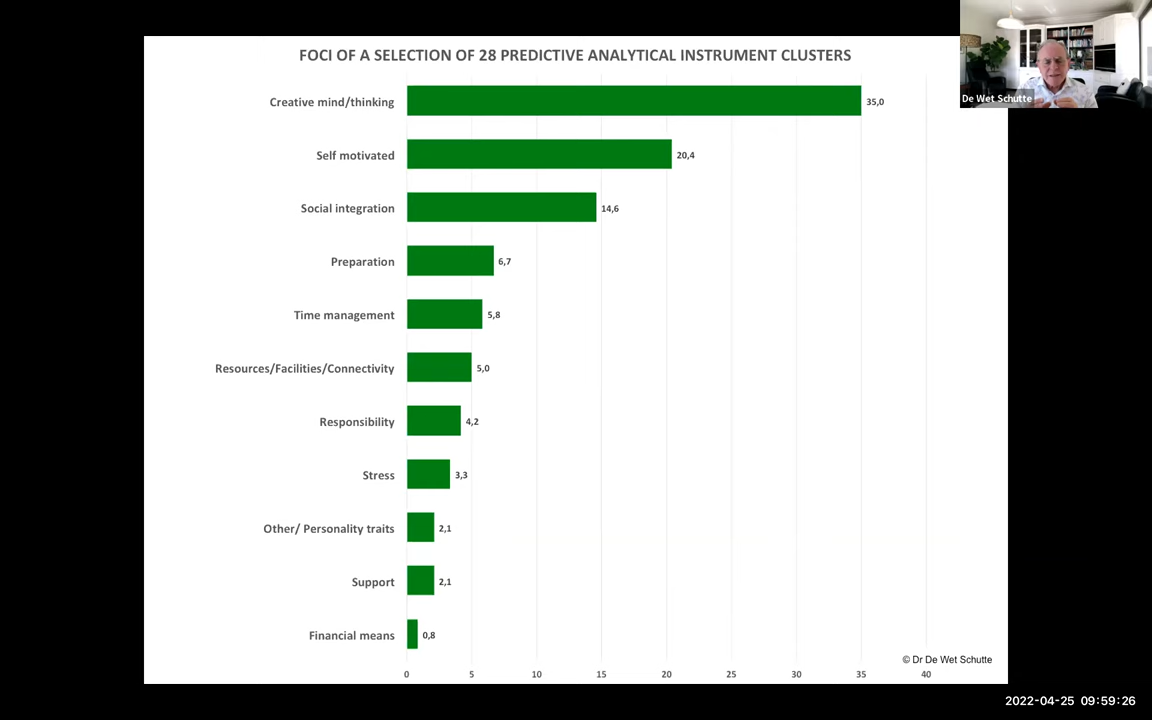 FOCI OF A SELECTION OF 28 PREDICTIVE ANALYTICAL INSTRUMENT CLUSTERS
De Wet Schutte
Creative mind/thinking 35,0
Self motivated 20,4
Social integration 14,6
Preparation 6,7
Time management 5,8
Resources/Facilities/Connectivity 5,0
Responsibility 4,2
Stress 3,3
Other/ Personality traits 2,1
Support 2,1
Financial means 0,8
© Dr De Wet Schutte
0 5 10 15 20 25 30 35 40
2022-04-25 09:59:26